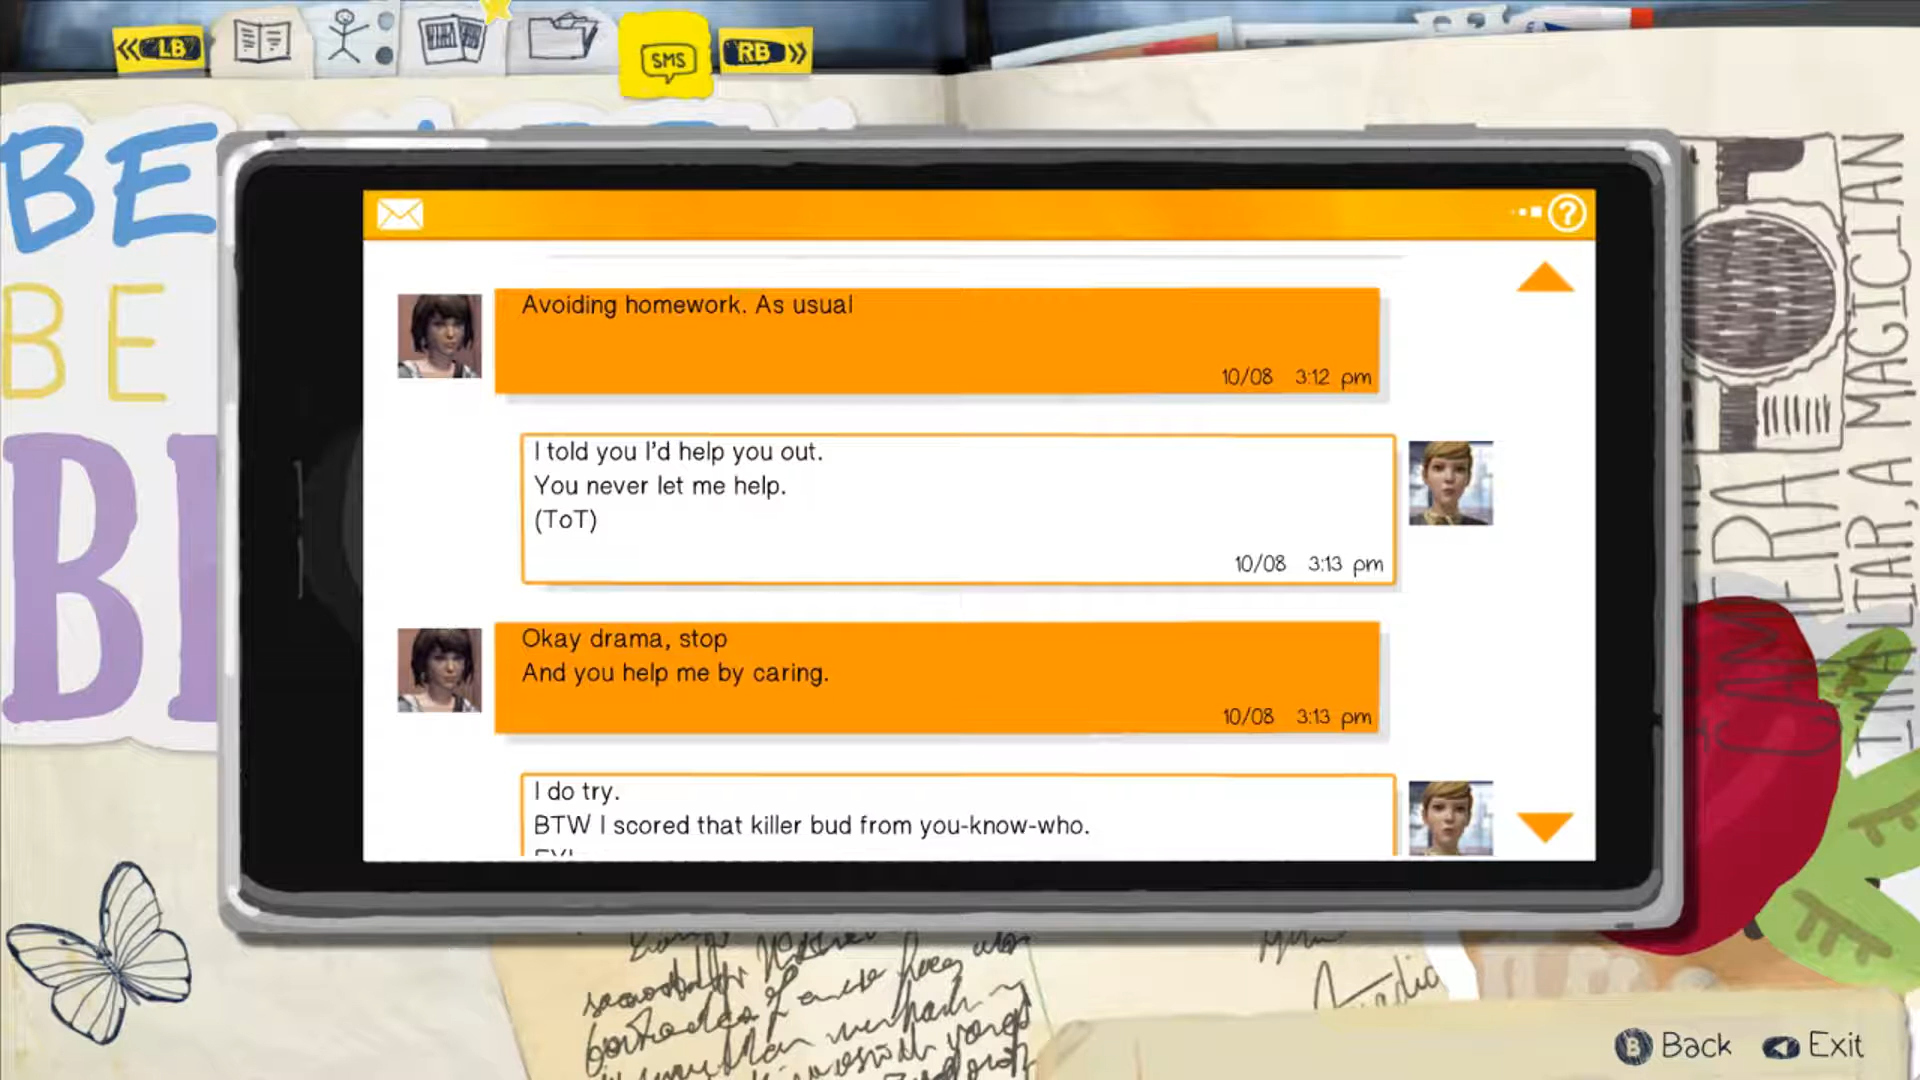 LB
SMS
RB
BE
BE
Avoiding homework. As usual
10/08 3:12 pm
I told you I'd help you out.
You never let me help.
(ToT)
10/08 3:13 pm
Okay drama, stop
And you help me by caring.
10/08 3:13 pm
I do try.
BTW I scored that killer bud from you-know-who.
CAMERA
LIAR, A MAGICIAN
B Back
Exit